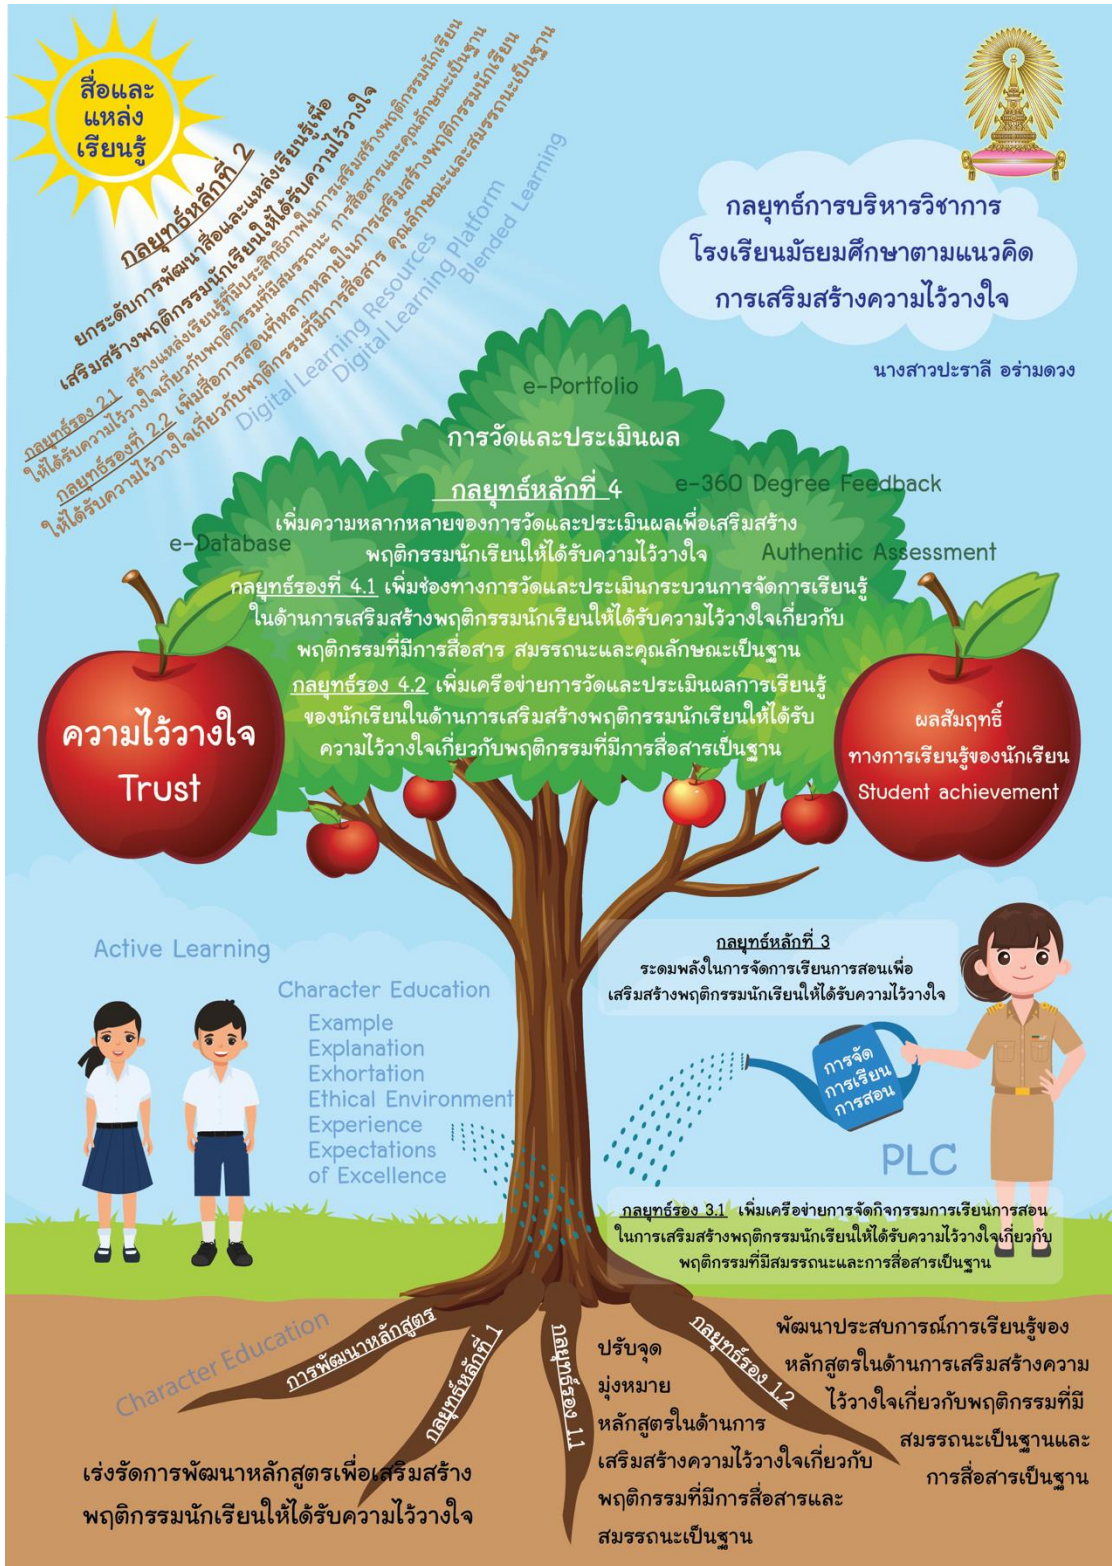 สื่อและ
แหล่ง
เรียนรู้
กลยุทธ์หลักที่ 2
ยกระดับการพัฒนาสื่อและแหล่งเรียนรู้เพื่อ
เสริมสร้างพฤติกรรมนักเรียนให้ได้รับความไว้วางใจ
กลยุทธ์รอง 2.1 สร้างแหล่งเรียนรู้ที่มีประสิทธิภาพในการเสริมสร้างพฤติกรรมนักเรียน
ให้ได้รับความไว้วางใจเกี่ยวกับพฤติกรรมที่มีสมรรถนะ การสื่อสารและคุณลักษณะเป็นฐาน
กลยุทธ์รองที่ 2.2 เพิ่มสื่อการสอนที่หลากหลายในการเสริมสร้างพฤติกรรมนักเรียน
ให้ได้รับความไว้วางใจเกี่ยวกับพฤติกรรมที่มีการสื่อสาร คุณลักษณะและสมรรถนะเป็นฐาน
Digital Learning Resources
Digital Learning Platform
Blended Learning
กลยุทธ์การบริหารวิชาการ
โรงเรียนมัธยมศึกษาตามแนวคิด
การเสริมสร้างความไว้วางใจ
นางสาวปะราลี อร่ามดวง
e-Portfolio
การวัดและประเมินผล
กลยุทธ์หลักที่ 4
e-360 Degree Feedback
เพิ่มความหลากหลายของการวัดและประเมินผลเพื่อเสริมสร้าง
พฤติกรรมนักเรียนให้ได้รับความไว้วางใจ
e-Database
Authentic Assessment
กลยุทธ์รองที่ 4.1 เพิ่มช่องทางการวัดและประเมินกระบวนการจัดการเรียนรู้
ในด้านการเสริมสร้างพฤติกรรมนักเรียนให้ได้รับความไว้วางใจเกี่ยวกับ
พฤติกรรมที่มีการสื่อสาร สมรรถนะและคุณลักษณะเป็นฐาน
กลยุทธ์รอง 4.2 เพิ่มเครือข่ายการวัดและประเมินผลการเรียนรู้
ของนักเรียนในด้านการเสริมสร้างพฤติกรรมนักเรียนให้ได้รับ
ความไว้วางใจเกี่ยวกับพฤติกรรมที่มีการสื่อสารเป็นฐาน
ความไว้วางใจ
Trust
ผลสัมฤทธิ์
ทางการเรียนรู้ของนักเรียน
Student achievement
Active Learning
Character Education
Example
Explanation
Exhortation
Ethical Environment
Experience
Expectations
of Excellence
กลยุทธ์หลักที่ 3
ระดมพลังในการจัดการเรียนการสอนเพื่อ
เสริมสร้างพฤติกรรมนักเรียนให้ได้รับความไว้วางใจ
การจัด
การเรียน
การสอน
PLC
กลยุทธ์รอง 3.1 เพิ่มเครือข่ายการจัดกิจกรรมการเรียนการสอน
ในการเสริมสร้างพฤติกรรมนักเรียนให้ได้รับความไว้วางใจเกี่ยวกับ
พฤติกรรมที่มีสมรรถนะและการสื่อสารเป็นฐาน
Character Education
การพัฒนาหลักสูตร
กลยุทธ์หลักที่ 1
เร่งรัดการพัฒนาหลักสูตรเพื่อเสริมสร้าง
พฤติกรรมนักเรียนให้ได้รับความไว้วางใจ
กลยุทธ์รอง 1.1
ปรับจุด
มุ่งหมาย
หลักสูตรในด้านการ
เสริมสร้างความไว้วางใจเกี่ยวกับ
พฤติกรรมที่มีการสื่อสารและ
สมรรถนะเป็นฐาน
กลยุทธ์รอง 1.2
พัฒนาประสบการณ์การเรียนรู้ของ
หลักสูตรในด้านการเสริมสร้างความ
ไว้วางใจเกี่ยวกับพฤติกรรมที่มี
สมรรถนะเป็นฐานและ
การสื่อสารเป็นฐาน